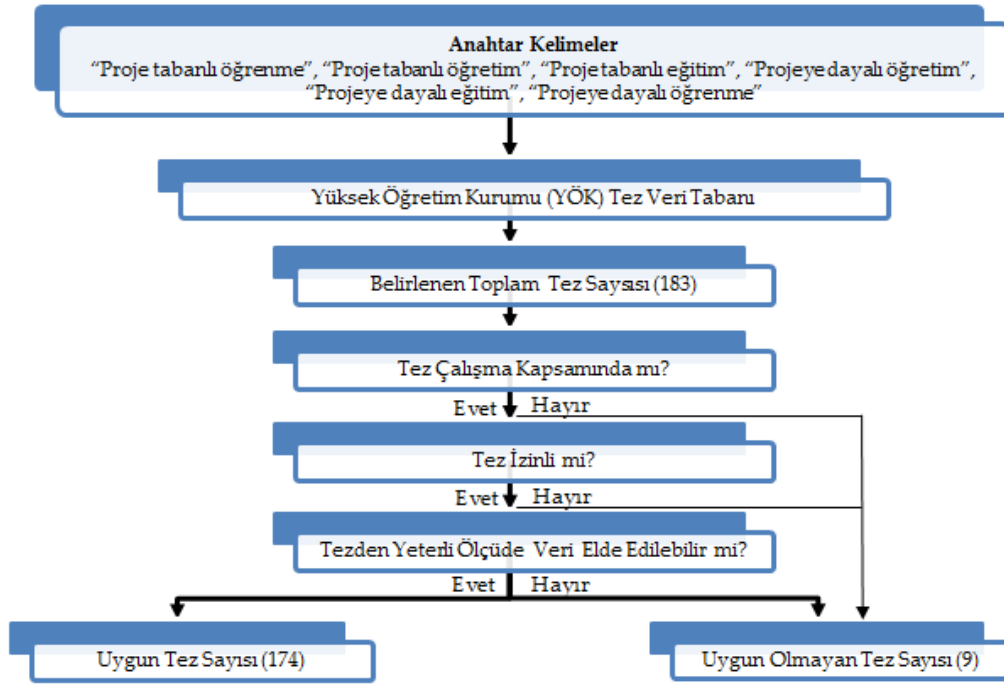 Anahtar Kelimeler
“Proje tabanlı öğrenme”, “Proje tabanlı öğretim”, “Proje tabanlı eğitim”, “Projeye dayalı öğretim”,
“Projeye dayalı eğitim”, “Projeye dayalı öğrenme”
Yüksek Öğretim Kurumu (YÖK) Tez Veri Tabanı
Belirlenen Toplam Tez Saysısı (183)
Tez Çalışma Kapsamında mı?
Evet Hayır
Tez İzinli mi?
Evet Hayır
Tezden Yeterli Ölçüde Veri Elde Edilebilir mi?
Evet Hayır
Uygun Tez Sayısı (174)
Uygun Olmayan Tez Sayısı (9)